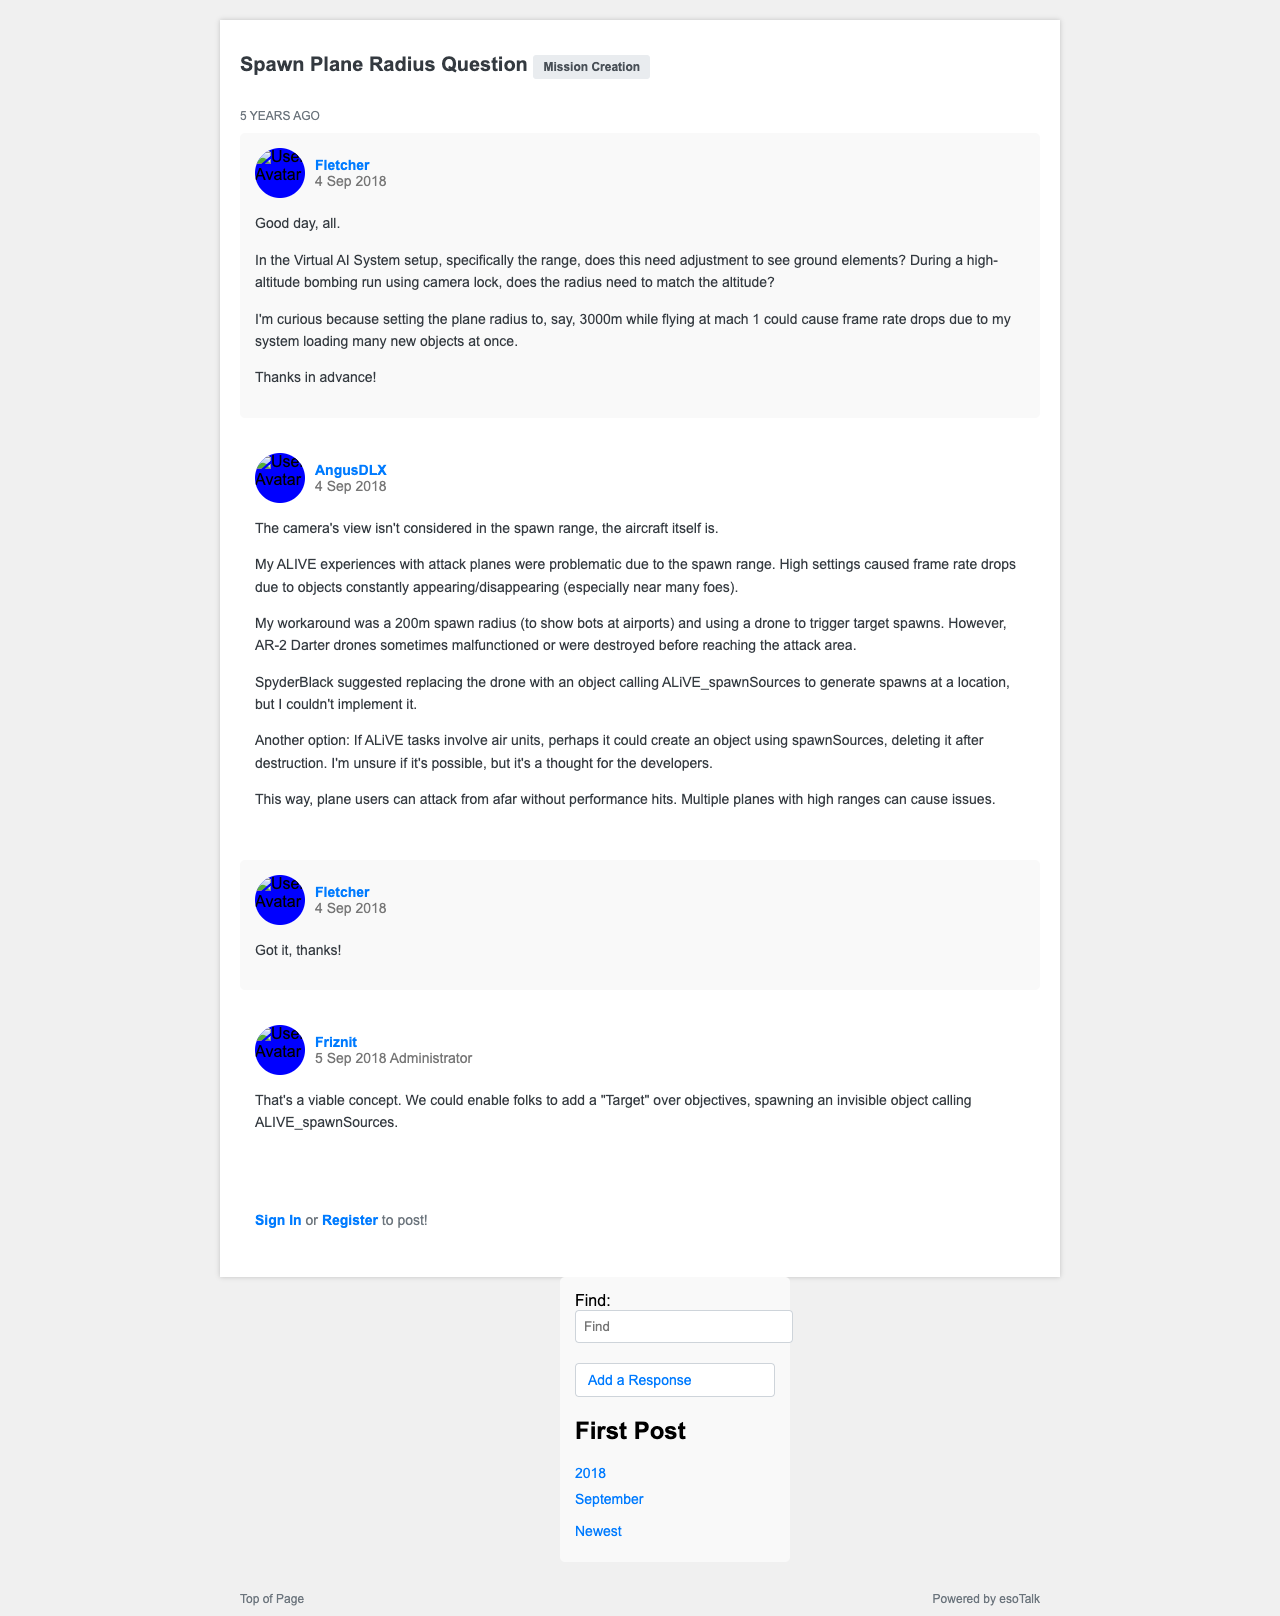 Spawn Plane Radius Question Mission Creation
5 YEARS AGO
Fletcher
4 Sep 2018
Good day, all.
In the Virtual AI System setup, specifically the range, does this need adjustment to see ground elements? During a high-
altitude bombing run using camera lock, does the radius need to match the altitude?
I'm curious because setting the plane radius to, say, 3000m while flying at mach 1 could cause frame rate drops due to my
system loading many new objects at once.
Thanks in advance!
AngusDLX
4 Sep 2018
The camera's view isn't considered in the spawn range, the aircraft itself is.
My ALIVE experiences with attack planes were problematic due to the spawn range. High settings caused frame rate drops
due to objects constantly appearing/disappearing (especially near many foes).
My workaround was a 200m spawn radius (to show bots at airports) and using a drone to trigger target spawns. However,
AR-2 Darter drones sometimes malfunctioned or were destroyed before reaching the attack area.
SpyderBlack suggested replacing the drone with an object calling ALiVE_spawnSources to generate spawns at a location,
but I couldn't implement it.
Another option: If ALiVE tasks involve air units, perhaps it could create an object using spawnSources, deleting it after
destruction. I'm unsure if it's possible, but it's a thought for the developers.
This way, plane users can attack from afar without performance hits. Multiple planes with high ranges can cause issues.
Fletcher
4 Sep 2018
Got it, thanks!
Friznit
5 Sep 2018 Administrator
That's a viable concept. We could enable folks to add a "Target" over objectives, spawning an invisible object calling
ALIVE_spawnSources.
Sign In or Register to post!
Find:
Find
Add a Response
First Post
2018
September
Newest
Top of Page
Powered by esoTalk